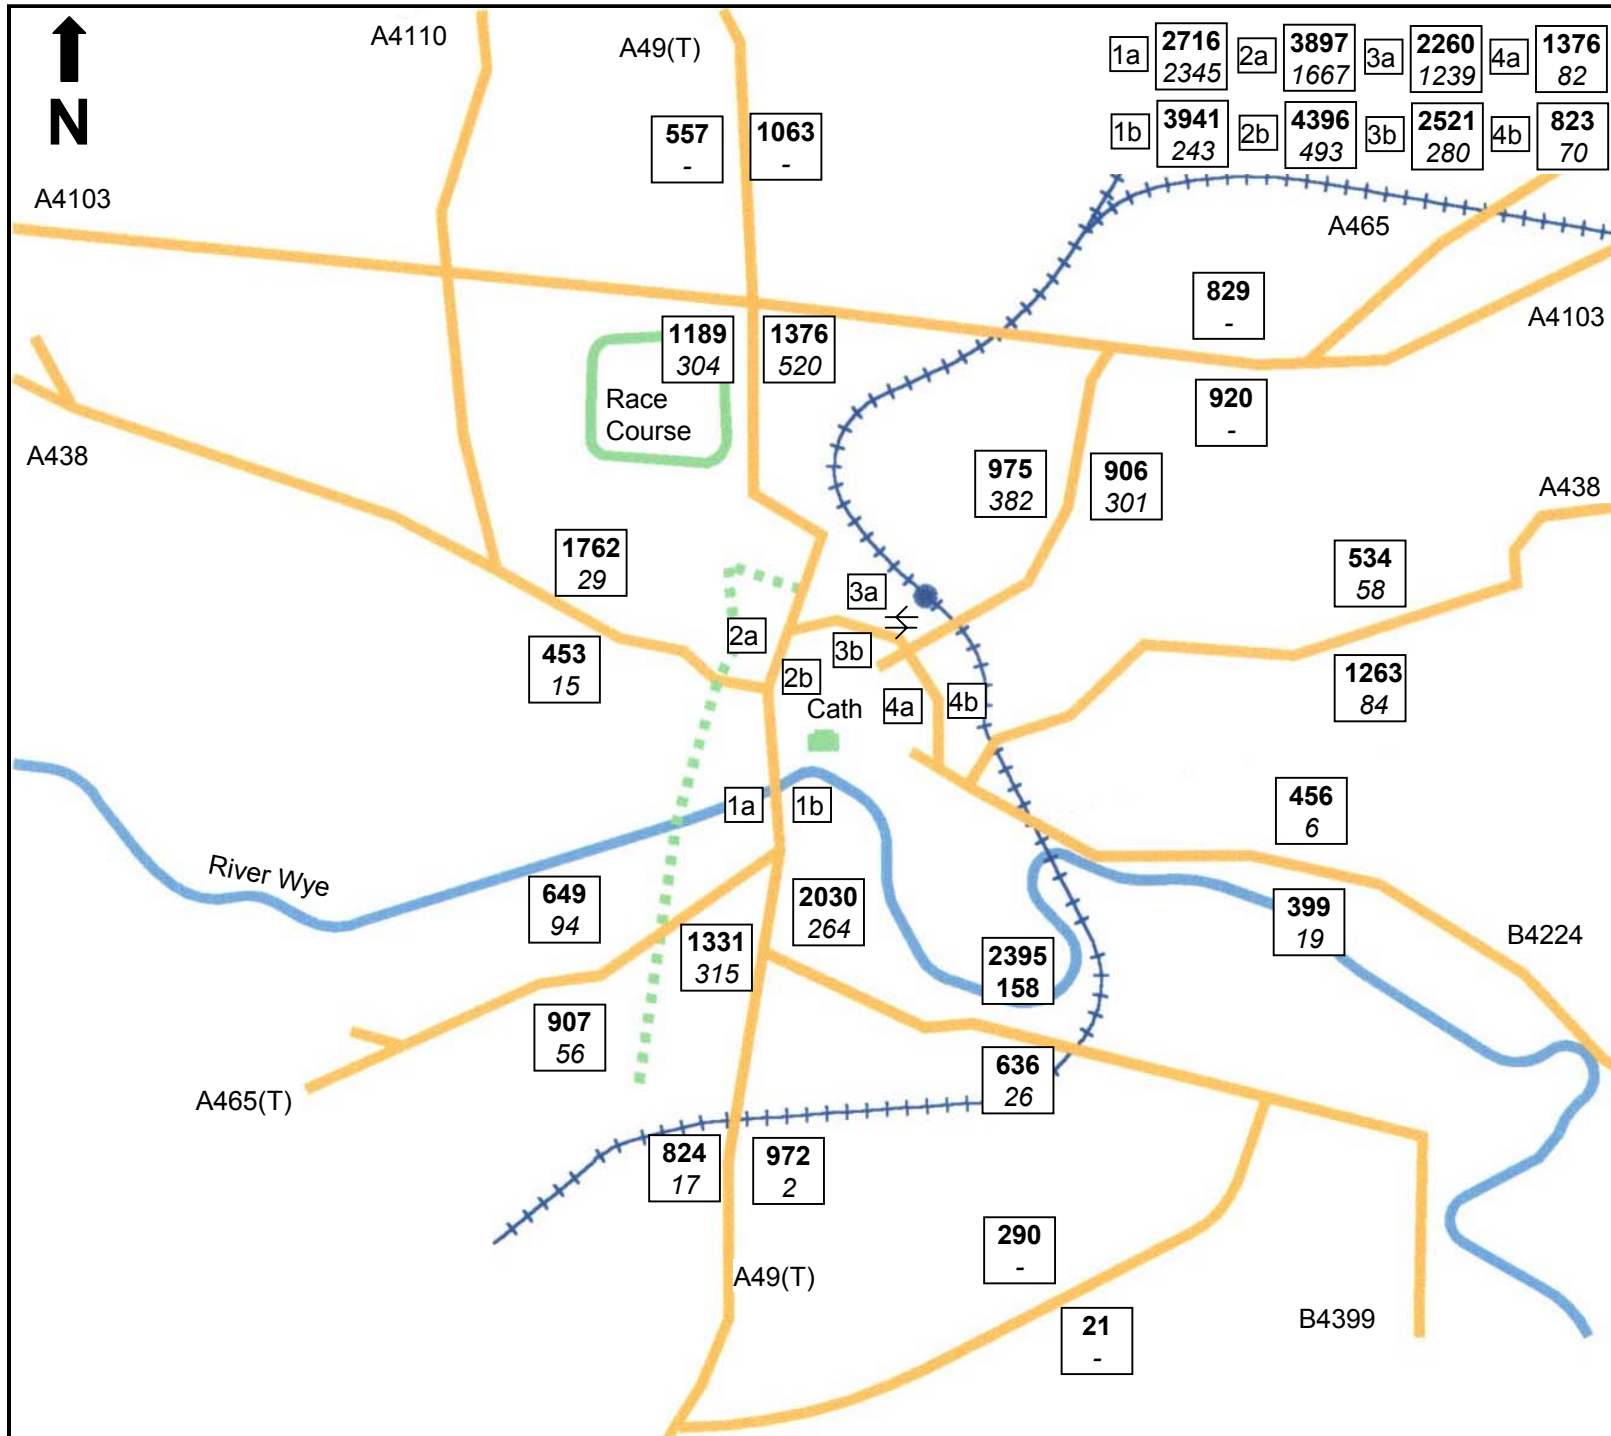 A4110
A49(T)
1a
2716
2345
2a
3897
1667
3a
2260
1239
4a
1376
82
N
557
-
1063
-
1b
3941
243
2b
4396
493
3b
2521
280
4b
823
70
A4103
A465
829
-
A4103
1189
304
1376
520
Race
Course
920
-
A438
975
382
906
301
A438
1762
29
534
58
3a
2a
3b
453
15
2b
1263
84
4a
4b
Cath
1a
1b
456
6
River Wye
649
94
2030
264
399
19
B4224
1331
315
2395
158
907
56
636
26
A465(T)
824
17
972
2
290
-
A49(T)
B4399
21
-